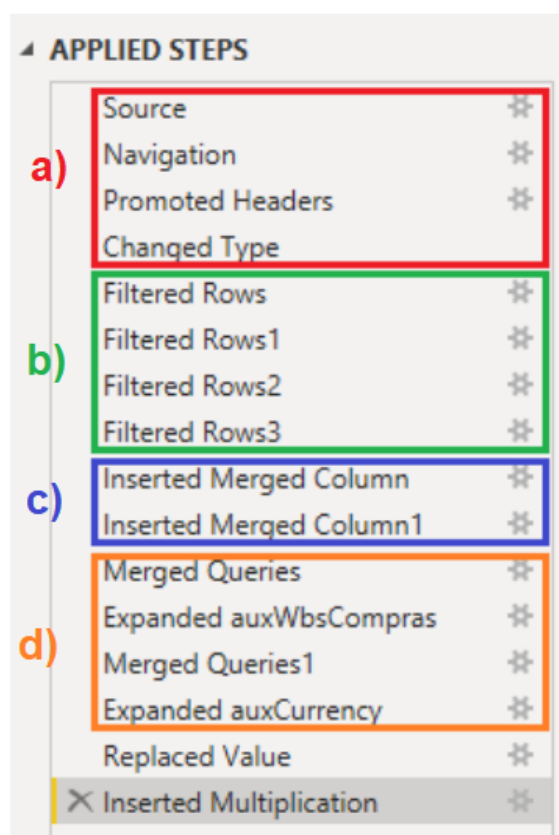 APPLIED STEPS
a)
Source
Navigation
Promoted Headers
Changed Type
b)
Filtered Rows
Filtered Rows1
Filtered Rows2
Filtered Rows3
c)
Inserted Merged Column
Inserted Merged Column1
d)
Merged Queries
Expanded auxWbsCompras
Merged Queries1
Expanded auxCurrency
Replaced Value
Inserted Multiplication